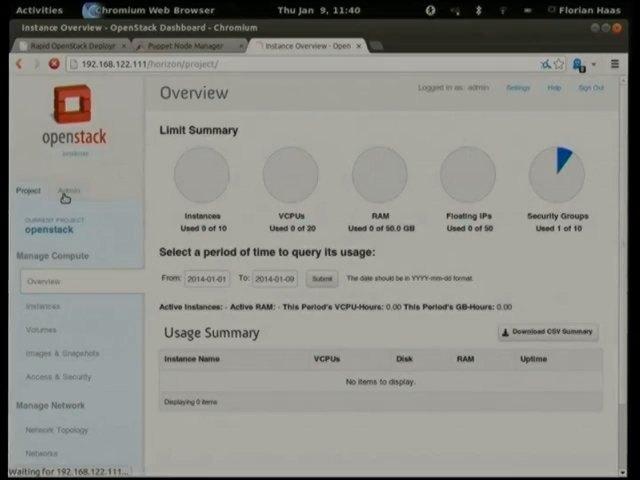 Activities Chromium Web Browser Thu Jan 9, 11:40 Florian Haas
Instance Overview - OpenStack Dashboard - Chromium
Rapid OpenStack Deploym Puppet Node Manager Instance Overview - Open
192.168.122.111/horizon/project/
Overview
Logged in as: admin Settings Help Sign Out
openstack
DASHBOARD
Project Admin
CURRENT PROJECT
openstack
Manage Compute
Overview
Instances
Volumes
Images & Snapshots
Access & Security
Manage Network
Network Topology
Networks
Limit Summary
Instances VCPUs RAM Floating IPs Security Groups
Used 0 of 10 Used 0 of 20 Used 0 of 50.0 GB Used 0 of 50 Used 1 of 10
Select a period of time to query its usage:
From: 2014-01-01 To: 2014-01-09 Submit The date should be in YYYY-mm-dd format.
Active Instances: - Active RAM: - This Period's VCPU-Hours: 0.00 This Period's GB-Hours: 0.00
Usage Summary
Download CSV Summary
Instance Name VCPUs Disk RAM Uptime
No items to display.
Displaying 0 items
Waiting for 192.168.122.111...